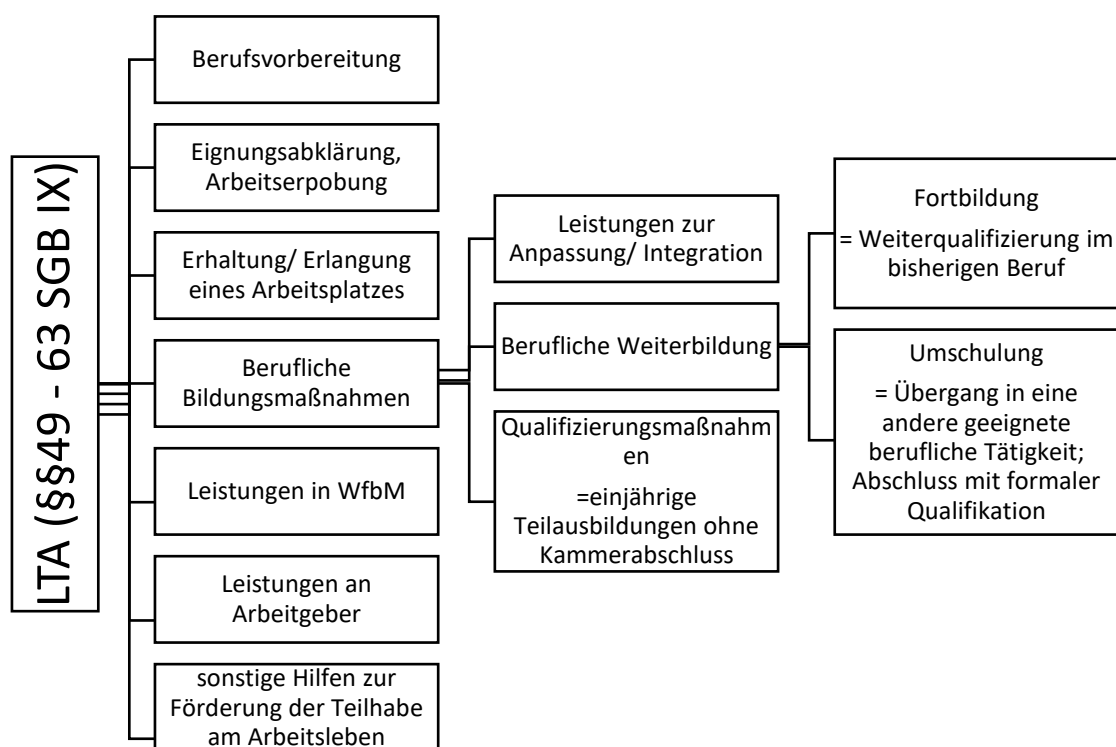 LTA (§§49 - 63 SGB IX)
Berufsvorbereitung
Eignungsabklärung,
Arbeitserpobung
Erhaltung/ Erlangung
eines Arbeitsplatzes
Berufliche
Bildungsmaßnahmen
Leistungen zur
Anpassung/ Integration
Berufliche Weiterbildung
Fortbildung
= Weiterqualifizierung im
bisherigen Beruf
Umschulung
= Übergang in eine
andere geeignete
berufliche Tätigkeit;
Abschluss mit formaler
Qualifikation
Qualifizierungsmaßnahm
en
=einjährige
Teilausbildungen ohne
Kammerabschluss
Leistungen in WfbM
Leistungen an
Arbeitgeber
sonstige Hilfen zur
Förderung der Teilhabe
am Arbeitsleben